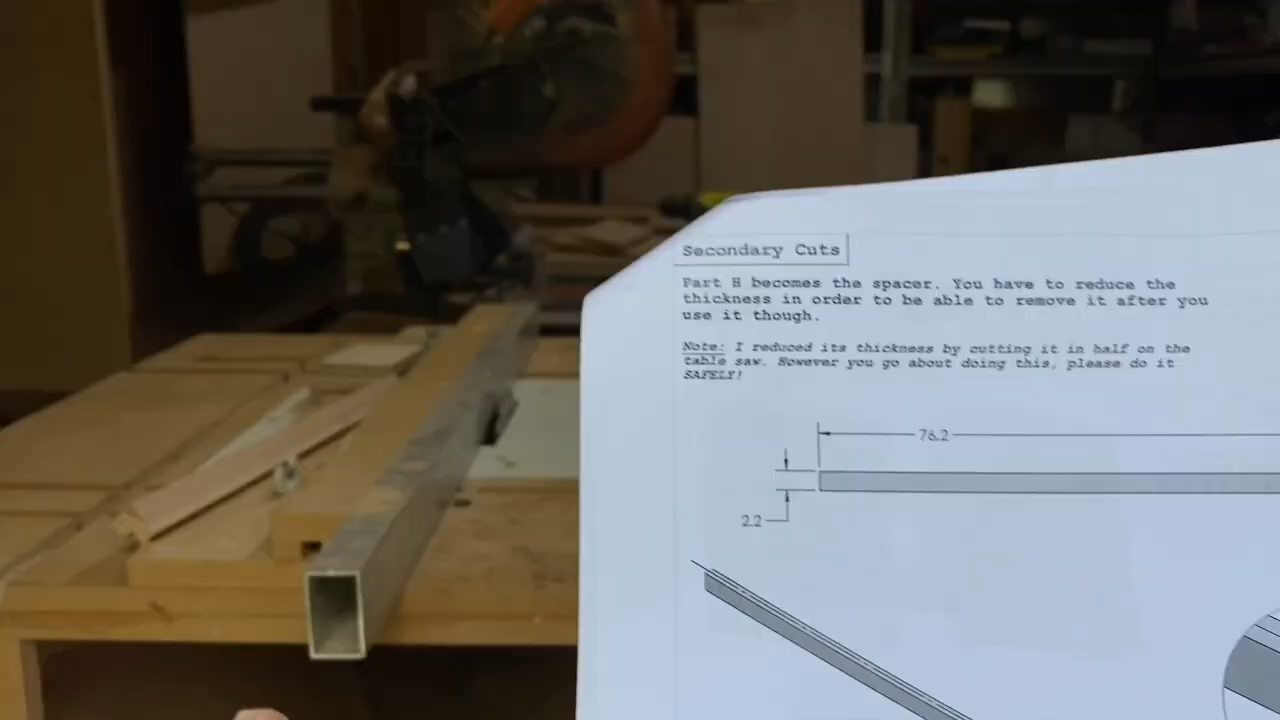 Secondary Cuts
Part H becomes the spacer. You have to reduce the
thickness in order to be able to remove it after you
use it though.
Note: I reduced its thickness by cutting it in half on the
table saw. However you go about doing this, please do it
SAFELY!
76.2
2.2